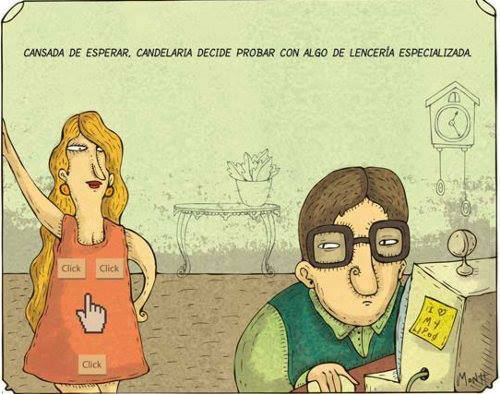 CANSADA DE ESPERAR, CANDELARIA DECIDE PROBAR CON ALGO DE LENCERÍA ESPECIALIZADA.
Click Click
Click
I ♥
MY
IPod
MONTT